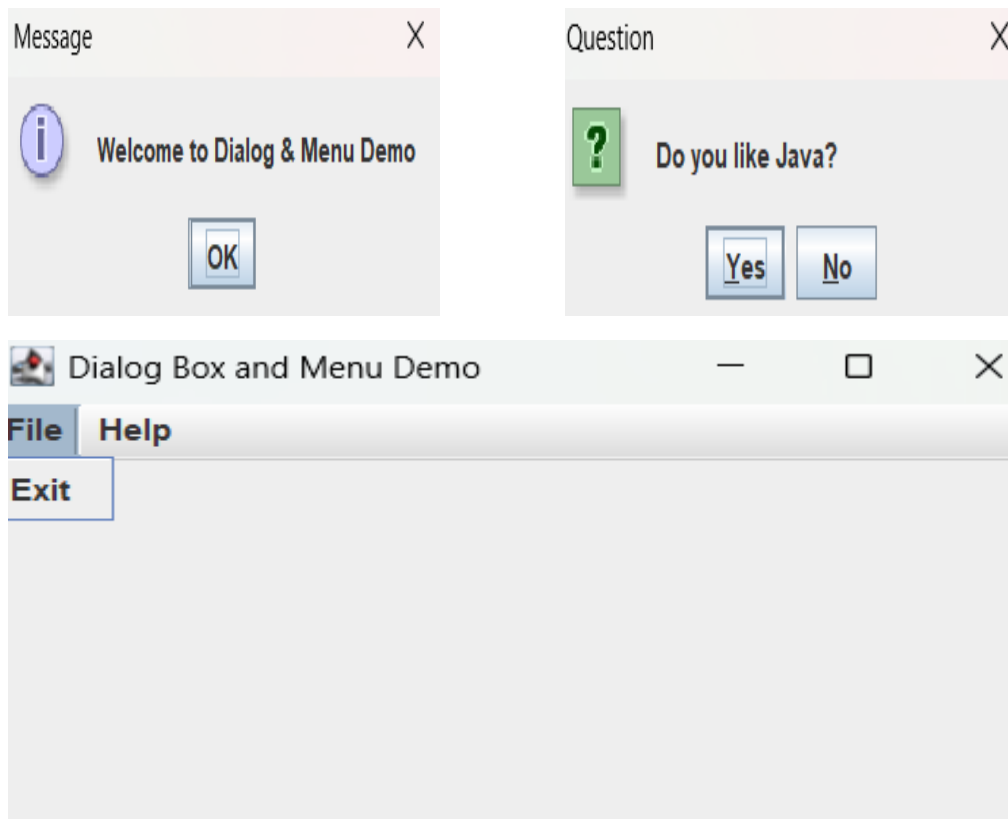 Message X
Welcome to Dialog & Menu Demo
OK
Question X
Do you like Java?
Yes No
Dialog Box and Menu Demo
File Help
Exit